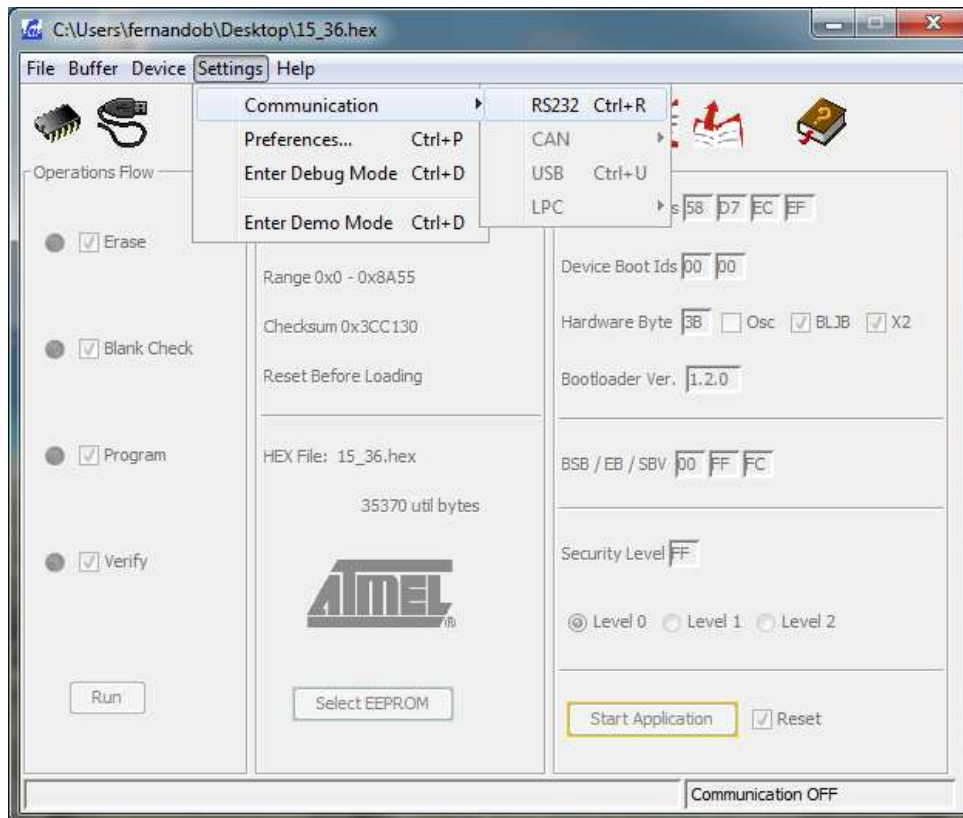 C:\Users\fernandob\Desktop\15_36.hex
File Buffer Device Settings Help
Communication
Preferences... Ctrl+P
Enter Debug Mode Ctrl+D
Enter Demo Mode Ctrl+D
RS232 Ctrl+R
CAN
USB Ctrl+U
LPC
Operations Flow
Erase
Blank Check
Program
Verify
Run
Range 0x0 - 0x8A55
Checksum 0x3CC130
Reset Before Loading
HEX File: 15_36.hex
35370 util bytes
ATMEL
Select EEPROM
s 58 D7 EC EF
Device Boot Ids 00 00
Hardware Byte 3B Osc BLJB X2
Bootloader Ver. 1.2.0
BSB / EB / SBV 00 FF FC
Security Level FF
Level 0 Level 1 Level 2
Start Application Reset
Communication OFF